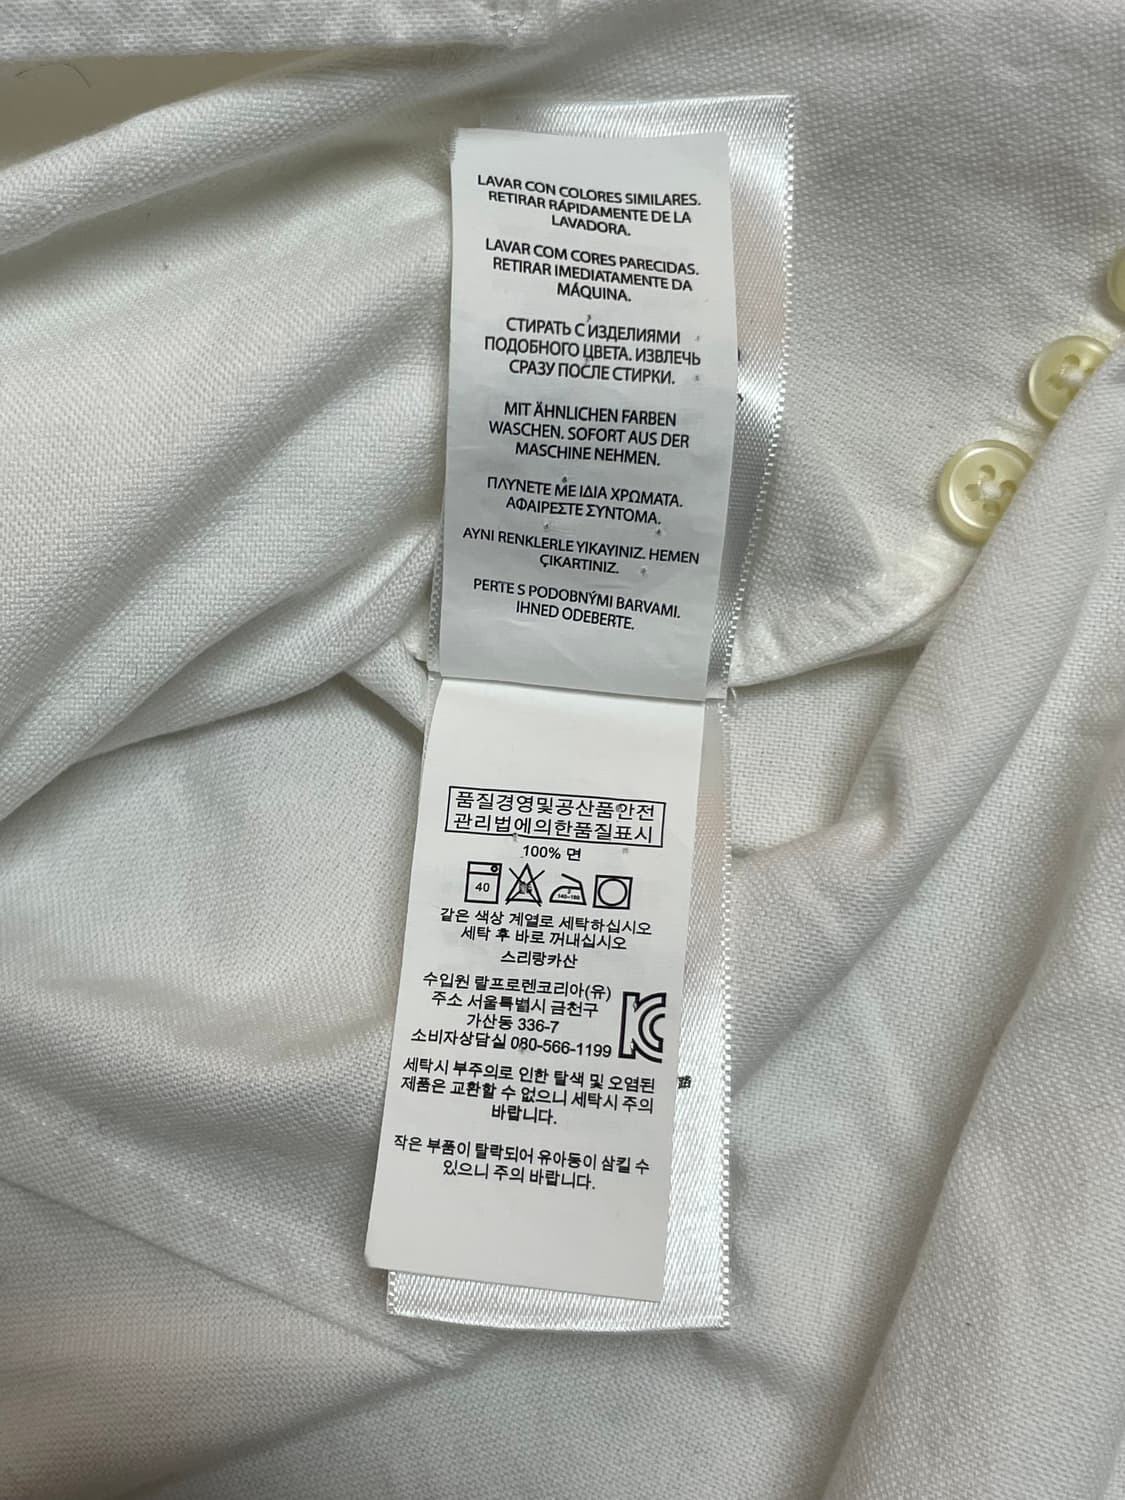 LAVAR CON COLORES SIMILARES.
RETIRAR RÁPIDAMENTE DE LA
LAVADORA.
LAVAR COM CORES PARECIDAS.
RETIRAR IMEDIATAMENTE DA
MÁQUINA.
СТИРАТЬ С ИЗДЕЛИЯМИ
ПОДОБНОГО ЦВЕТА. ИЗВЛЕЧЬ
СРАЗУ ПОСЛЕ СТИРКИ.
MIT ÄHNLICHEN FARBEN
WASCHEN. SOFORT AUS DER
MASCHINE NEHMEN.
ΠΛΥΝΕΤΕ ΜΕ ΙΔΙΑ ΧΡΩΜΑΤΑ.
ΑΦΑΙΡΕΣΤΕ ΣΥΝΤΟΜΑ.
AYNI RENKLERLE YIKAYINIZ. HEMEN
ÇIKARTINIZ.
PERTE S PODOBNÝMI BARVAMI.
IHNED ODEBERTE.
품질경영및공산품안전
관리법에의한품질표시
100% 면
40
같은 색상 계열로 세탁하십시오
세탁 후 바로 꺼내십시오
스리랑카산
수입원 랄프로렌코리아(유)
주소 서울특별시 금천구
가산동 336-7
소비자상담실 080-566-1199
세탁시 부주의로 인한 탈색 및 오염된
제품은 교환할 수 없으니 세탁시 주의
바랍니다.
작은 부품이 탈락되어 유아동이 삼킬 수
있으니 주의 바랍니다.